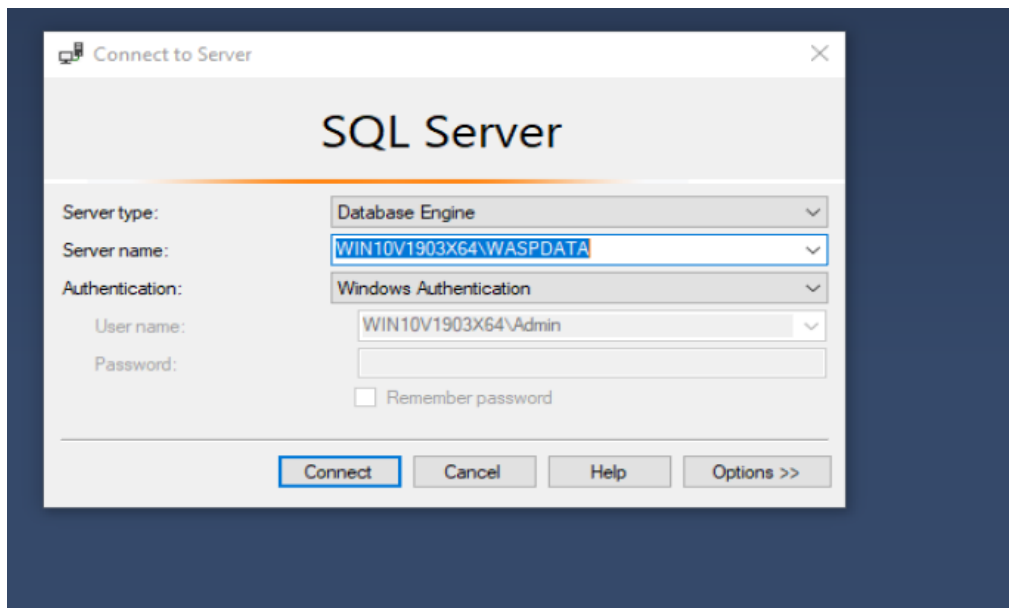 Connect to Server
SQL Server
Server type: Database Engine
Server name: WIN10V1903X64\WASPDATA
Authentication: Windows Authentication
User name: WIN10V1903X64\Admin
Password:
Remember password
Connect Cancel Help Options >>